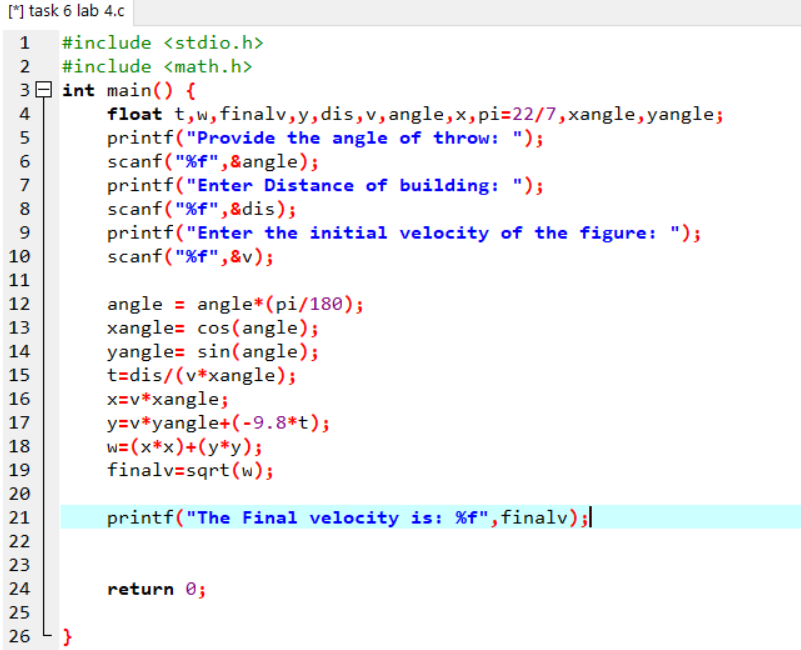 [*] task 6 lab 4.c
1 #include <stdio.h>
2 #include <math.h>
3 int main() {
4 float t,w,finalv,y,dis,v,angle,x,pi=22/7,xangle,yangle;
5 printf("Provide the angle of throw: ");
6 scanf("%f",&angle);
7 printf("Enter Distance of building: ");
8 scanf("%f",&dis);
9 printf("Enter the initial velocity of the figure: ");
10 scanf("%f",&v);
11
12 angle = angle*(pi/180);
13 xangle= cos(angle);
14 yangle= sin(angle);
15 t=dis/(v*xangle);
16 x=v*xangle;
17 y=v*yangle+(-9.8*t);
18 w=(x*x)+(y*y);
19 finalv=sqrt(w);
20
21 printf("The Final velocity is: %f",finalv);
22
23
24 return 0;
25
26 }